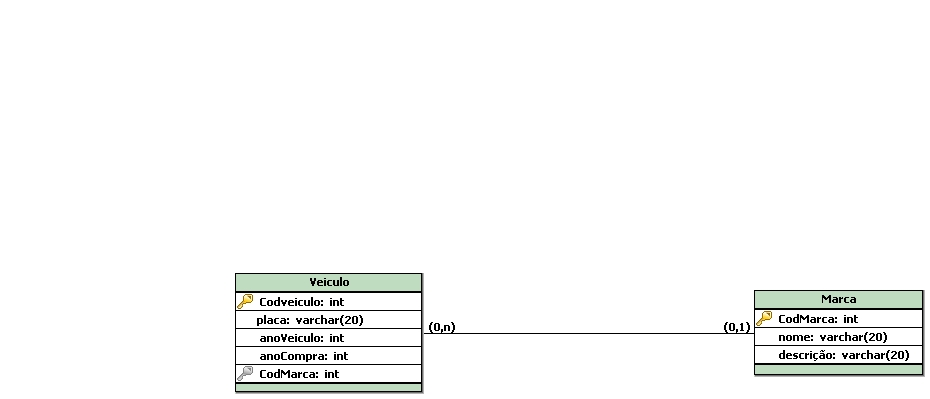 Veiculo
Codveiculo: int
placa: varchar(20)
anoVeiculo: int
anoCompra: int
CodMarca: int
(0,n)
(0,1)
Marca
CodMarca: int
nome: varchar(20)
descrição: varchar(20)